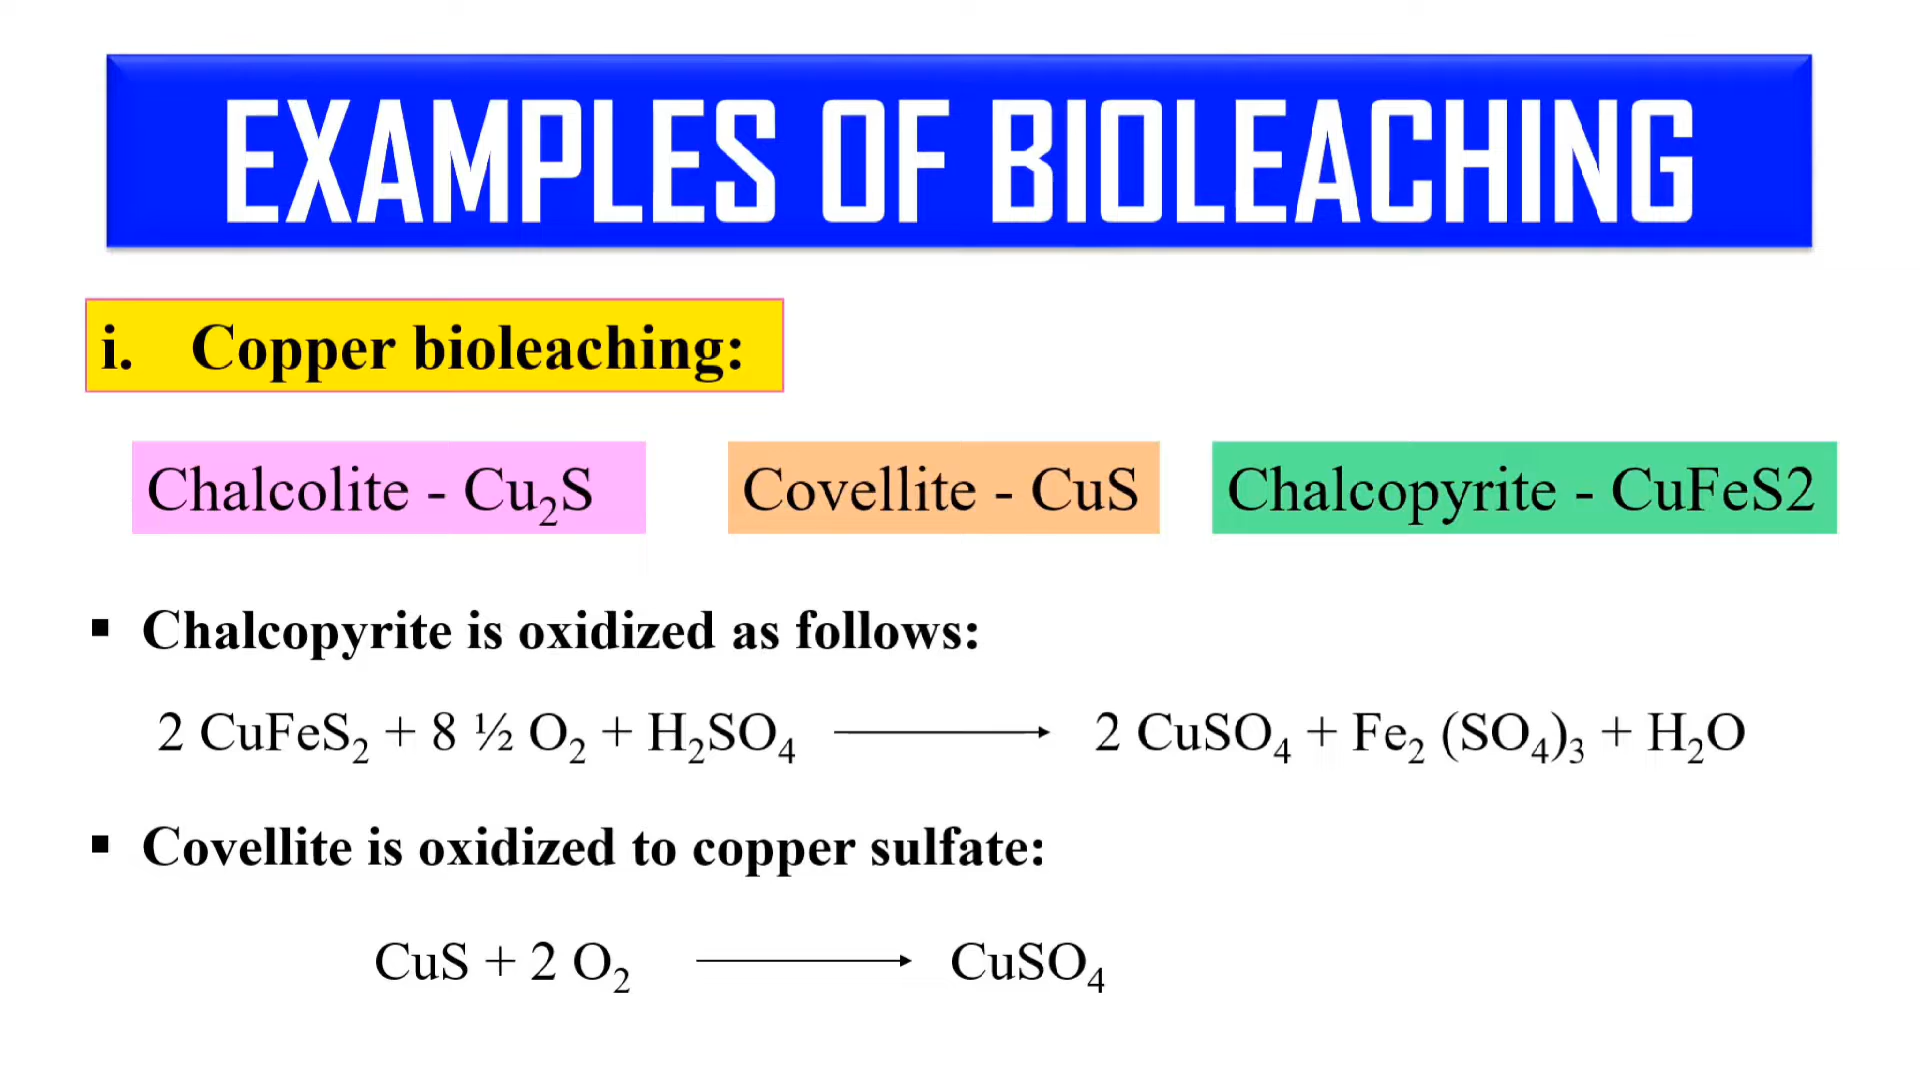 EXAMPLES OF BIOLEACHING
i. Copper bioleaching:
Chalcolite - Cu₂S
Covellite - CuS
Chalcopyrite - CuFeS2
▪ Chalcopyrite is oxidized as follows:
2 CuFeS₂ + 8 ½ O₂ + H₂SO₄ ⟶ 2 CuSO₄ + Fe₂ (SO₄)₃ + H₂O
▪ Covellite is oxidized to copper sulfate:
CuS + 2 O₂ ⟶ CuSO₄